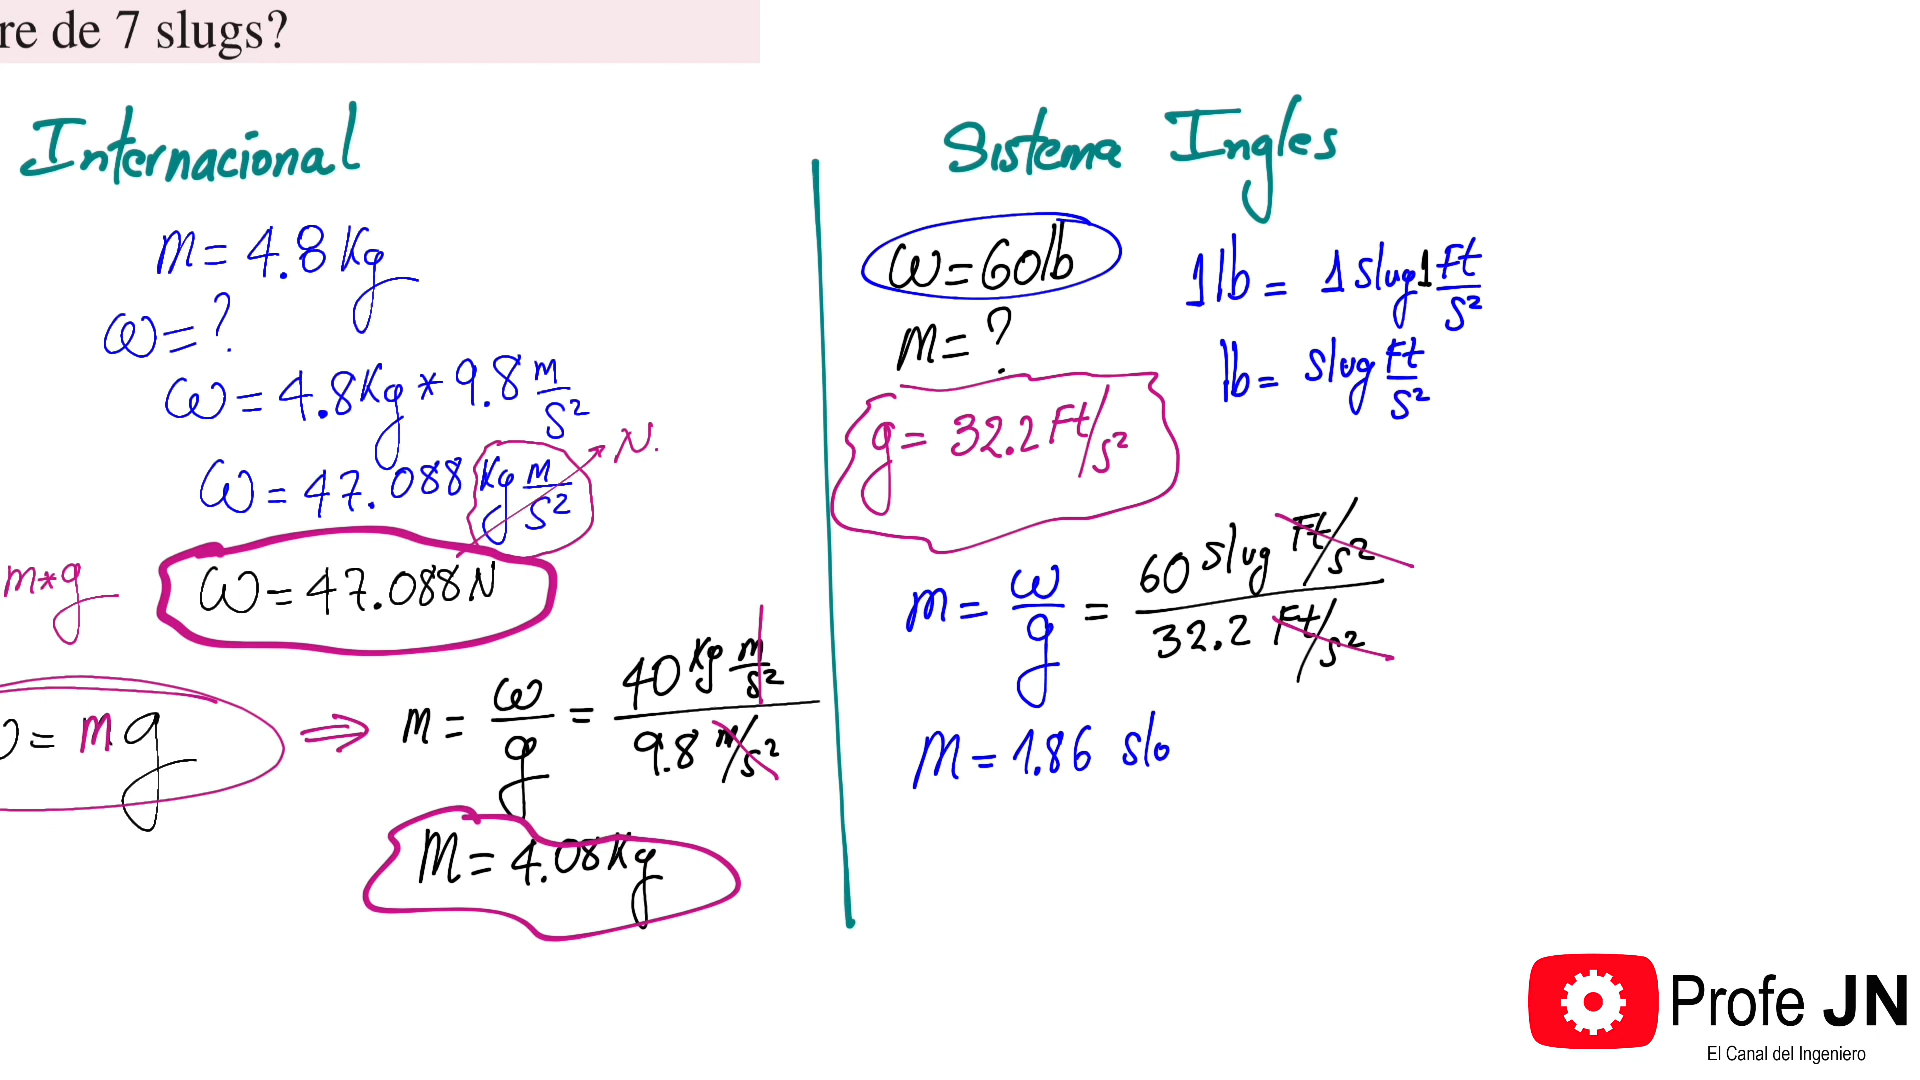 re de 7 slugs?
Internacional
m = 4.8 Kg
ω = ?
ω = 4.8 Kg * 9.8 m/s²
ω = 47.088 Kg m/s² N.
ω = 47.088 N
m*g
= mg ⇒ m = ω/g = 40 Kg m/s² / 9.8 m/s²
M = 4.08 Kg
Sistema Ingles
ω = 60 lb
m = ?
1 lb = 1 slug 1 Ft/s²
lb = slug Ft/s²
g = 32.2 Ft/s²
m = ω/g = 60 slug Ft/s² / 32.2 Ft/s²
M = 1.86 slo
Profe JN
El Canal del Ingeniero